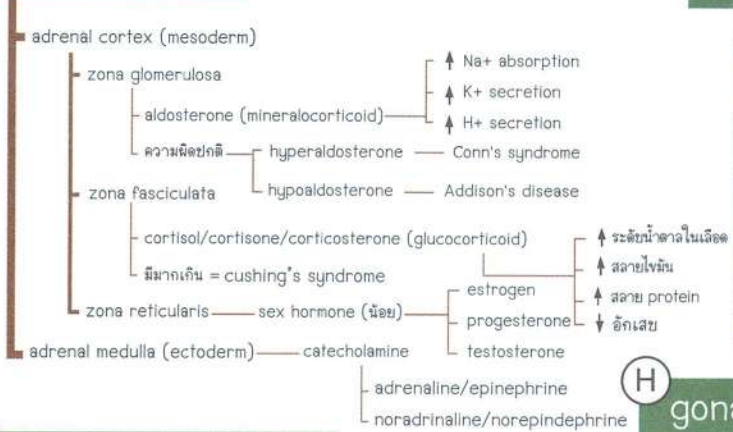 adrenal cortex (mesoderm)
zona glomerulosa
aldosterone (mineralocorticoid)
↑ Na+ absorption
↑ K+ secretion
↑ H+ secretion
ความผิดปกติ
hyperaldosterone
Conn's syndrome
hypoaldosterone
Addison's disease
zona fasciculata
cortisol/cortisone/corticosterone (glucocorticoid)
↑ ระดับน้ำตาลในเลือด
↑ สลายไขมัน
↑ สลาย protein
↓ อักเสบ
มีมากเกิน = cushing's syndrome
zona reticularis
sex hormone (น้อย)
estrogen
progesterone
testosterone
adrenal medulla (ectoderm)
catecholamine
adrenaline/epinephrine
noradrinaline/norepindephrine
H
gona